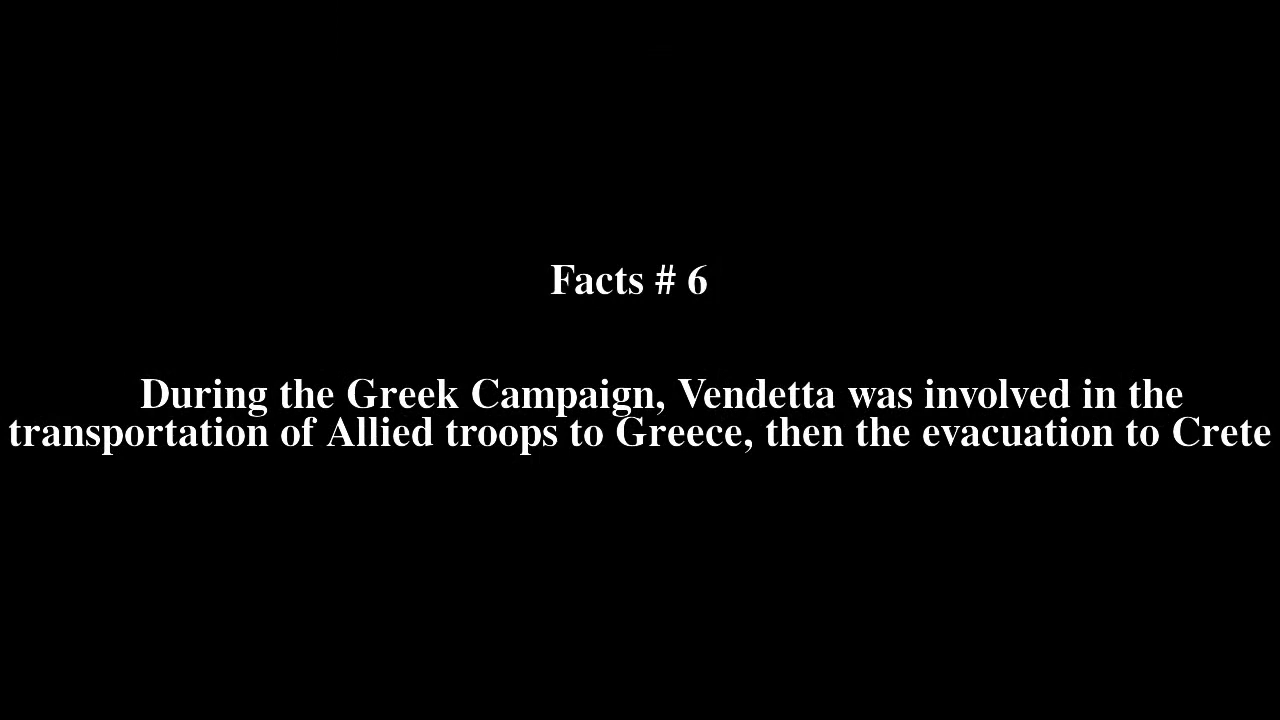 Facts # 6
During the Greek Campaign, Vendetta was involved in the
transportation of Allied troops to Greece, then the evacuation to Crete